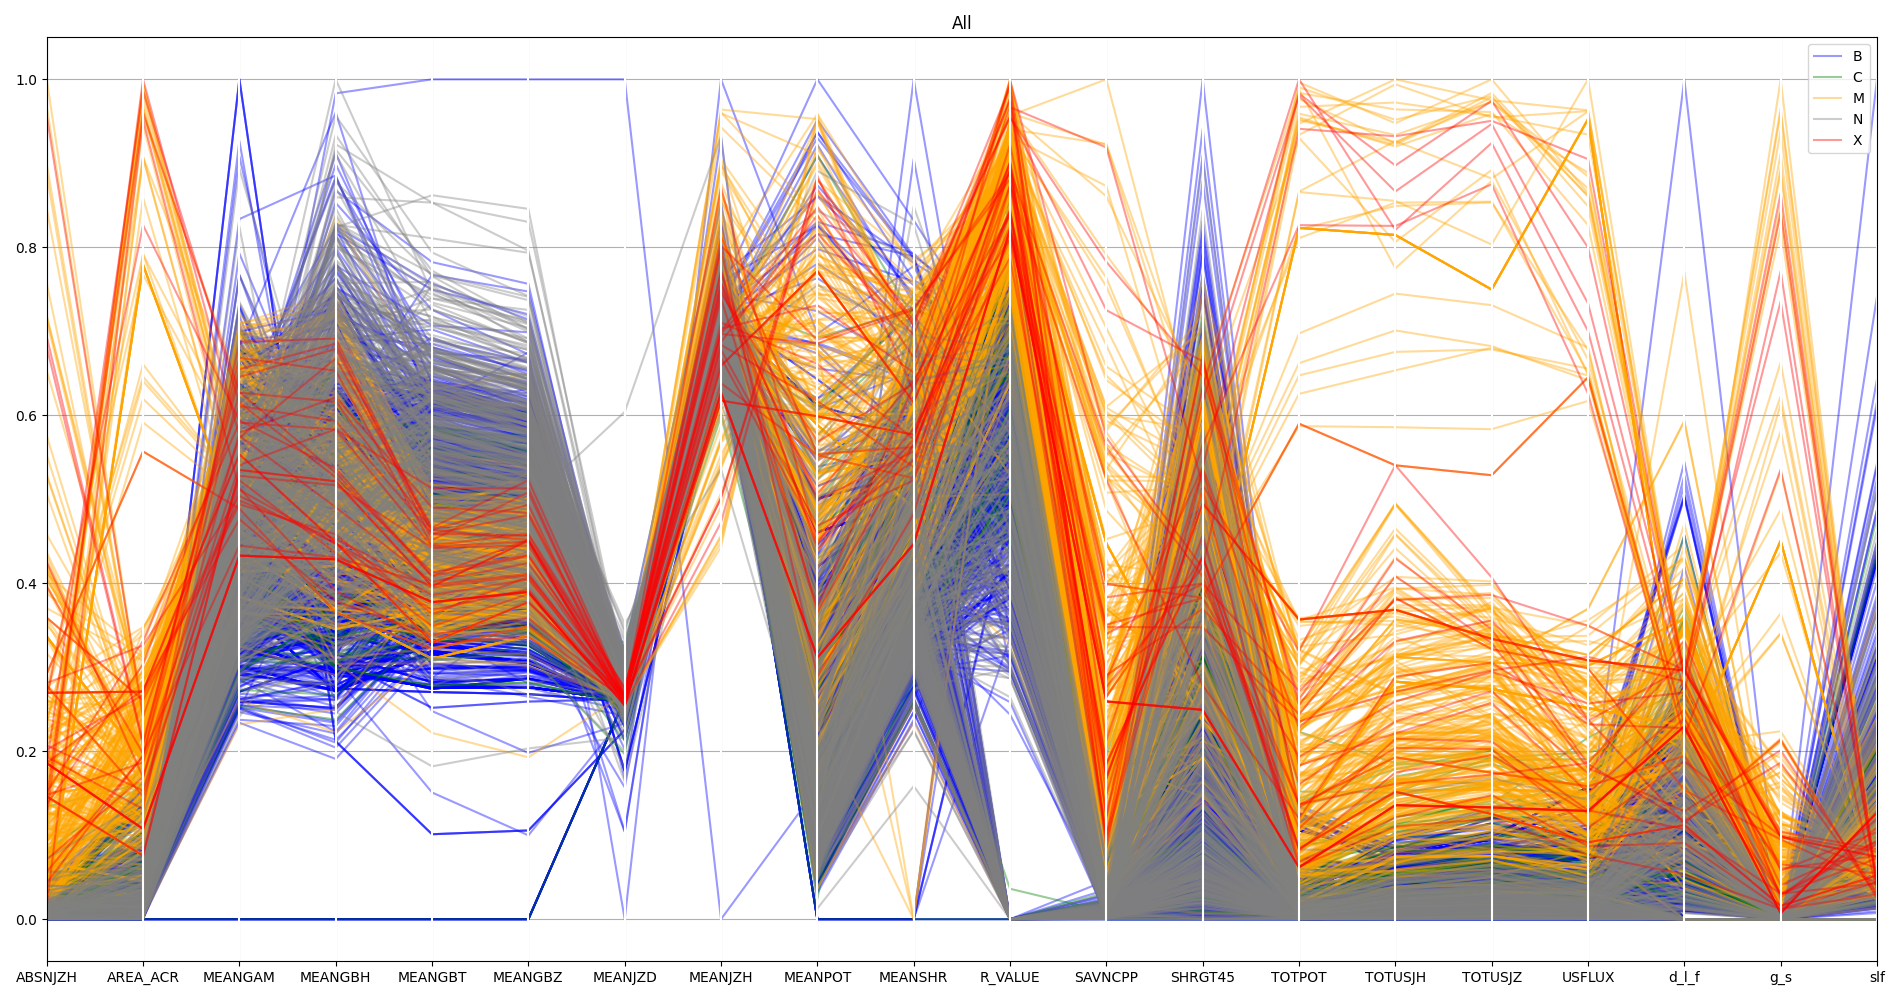 All
1.0
0.8
0.6
0.4
0.2
0.0
B
C
M
N
X
ABSNJZH AREA_ACR MEANGAM MEANGBH MEANGBT MEANGBZ MEANJZD MEANJZH MEANPOT MEANSHR R_VALUE SAVNCPP SHRGT45 TOTPOT TOTUSJH TOTUSJZ USFLUX d_l_f g_s slf